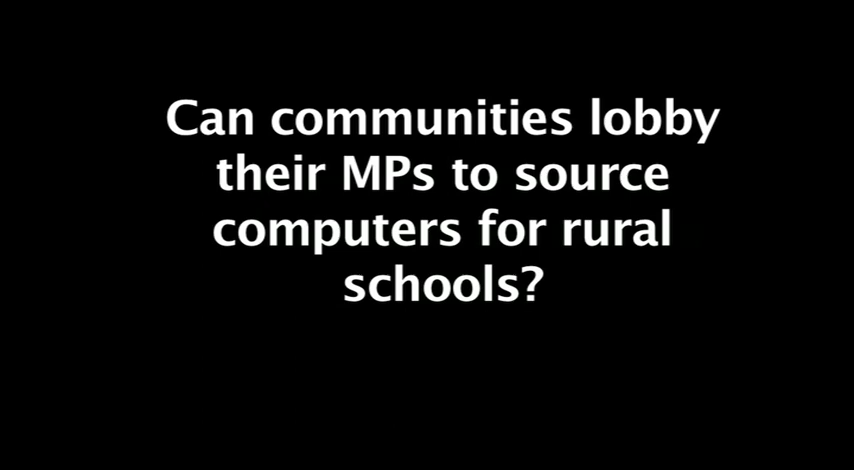 Can communities lobby
their MPs to source
computers for rural
schools?